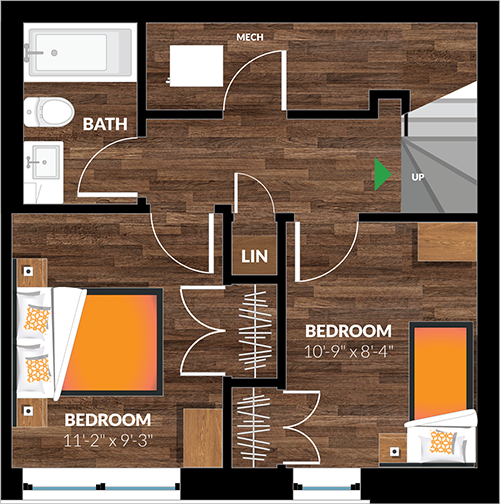 MECH
BATH
UP
LIN
BEDROOM
10'-9" x 8'-4"
BEDROOM
11'-2" x 9'-3"